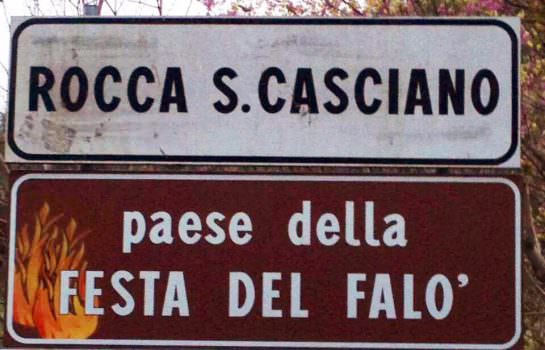 ROCCA S. CASCIANO
paese della
FESTA DEL FALO'